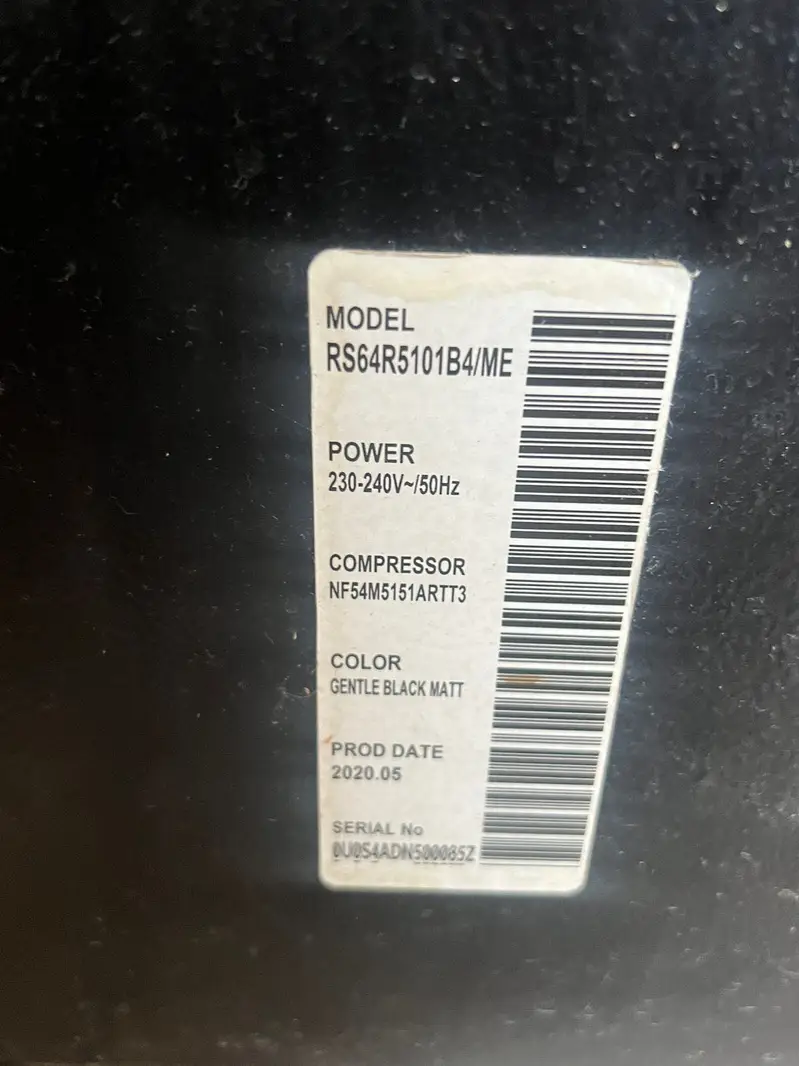 MODEL
RS64R5101B4/ME
POWER
230-240V~/50Hz
COMPRESSOR
NF54M5151ARTT3
COLOR
GENTLE BLACK MATT
PROD DATE
2020.05
SERIAL No
0U0S4ADN500085Z